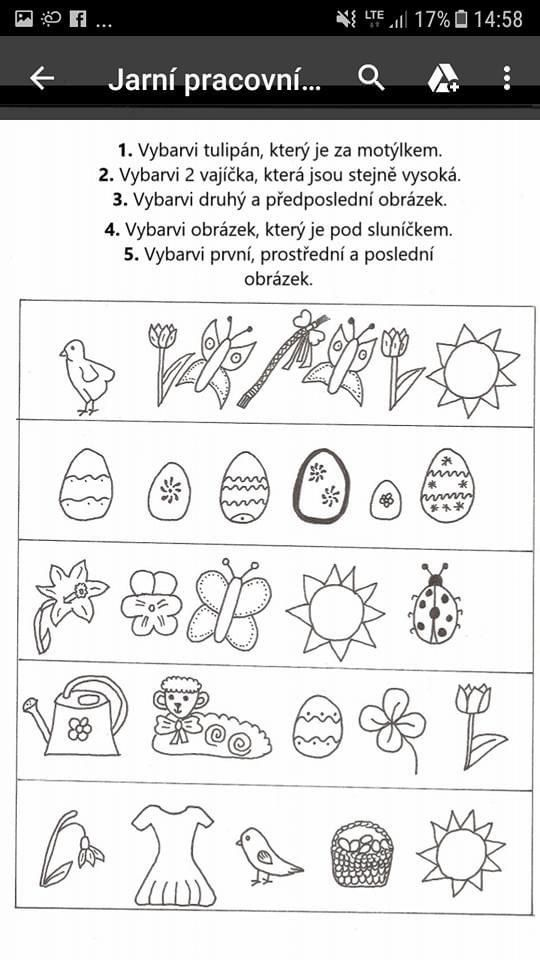 ... LTE 17% 14:58
Jarní pracovní...
1. Vybarvi tulipán, který je za motýlkem.
2. Vybarvi 2 vajíčka, která jsou stejně vysoká.
3. Vybarvi druhý a předposlední obrázek.
4. Vybarvi obrázek, který je pod sluníčkem.
5. Vybarvi první, prostřední a poslední
obrázek.